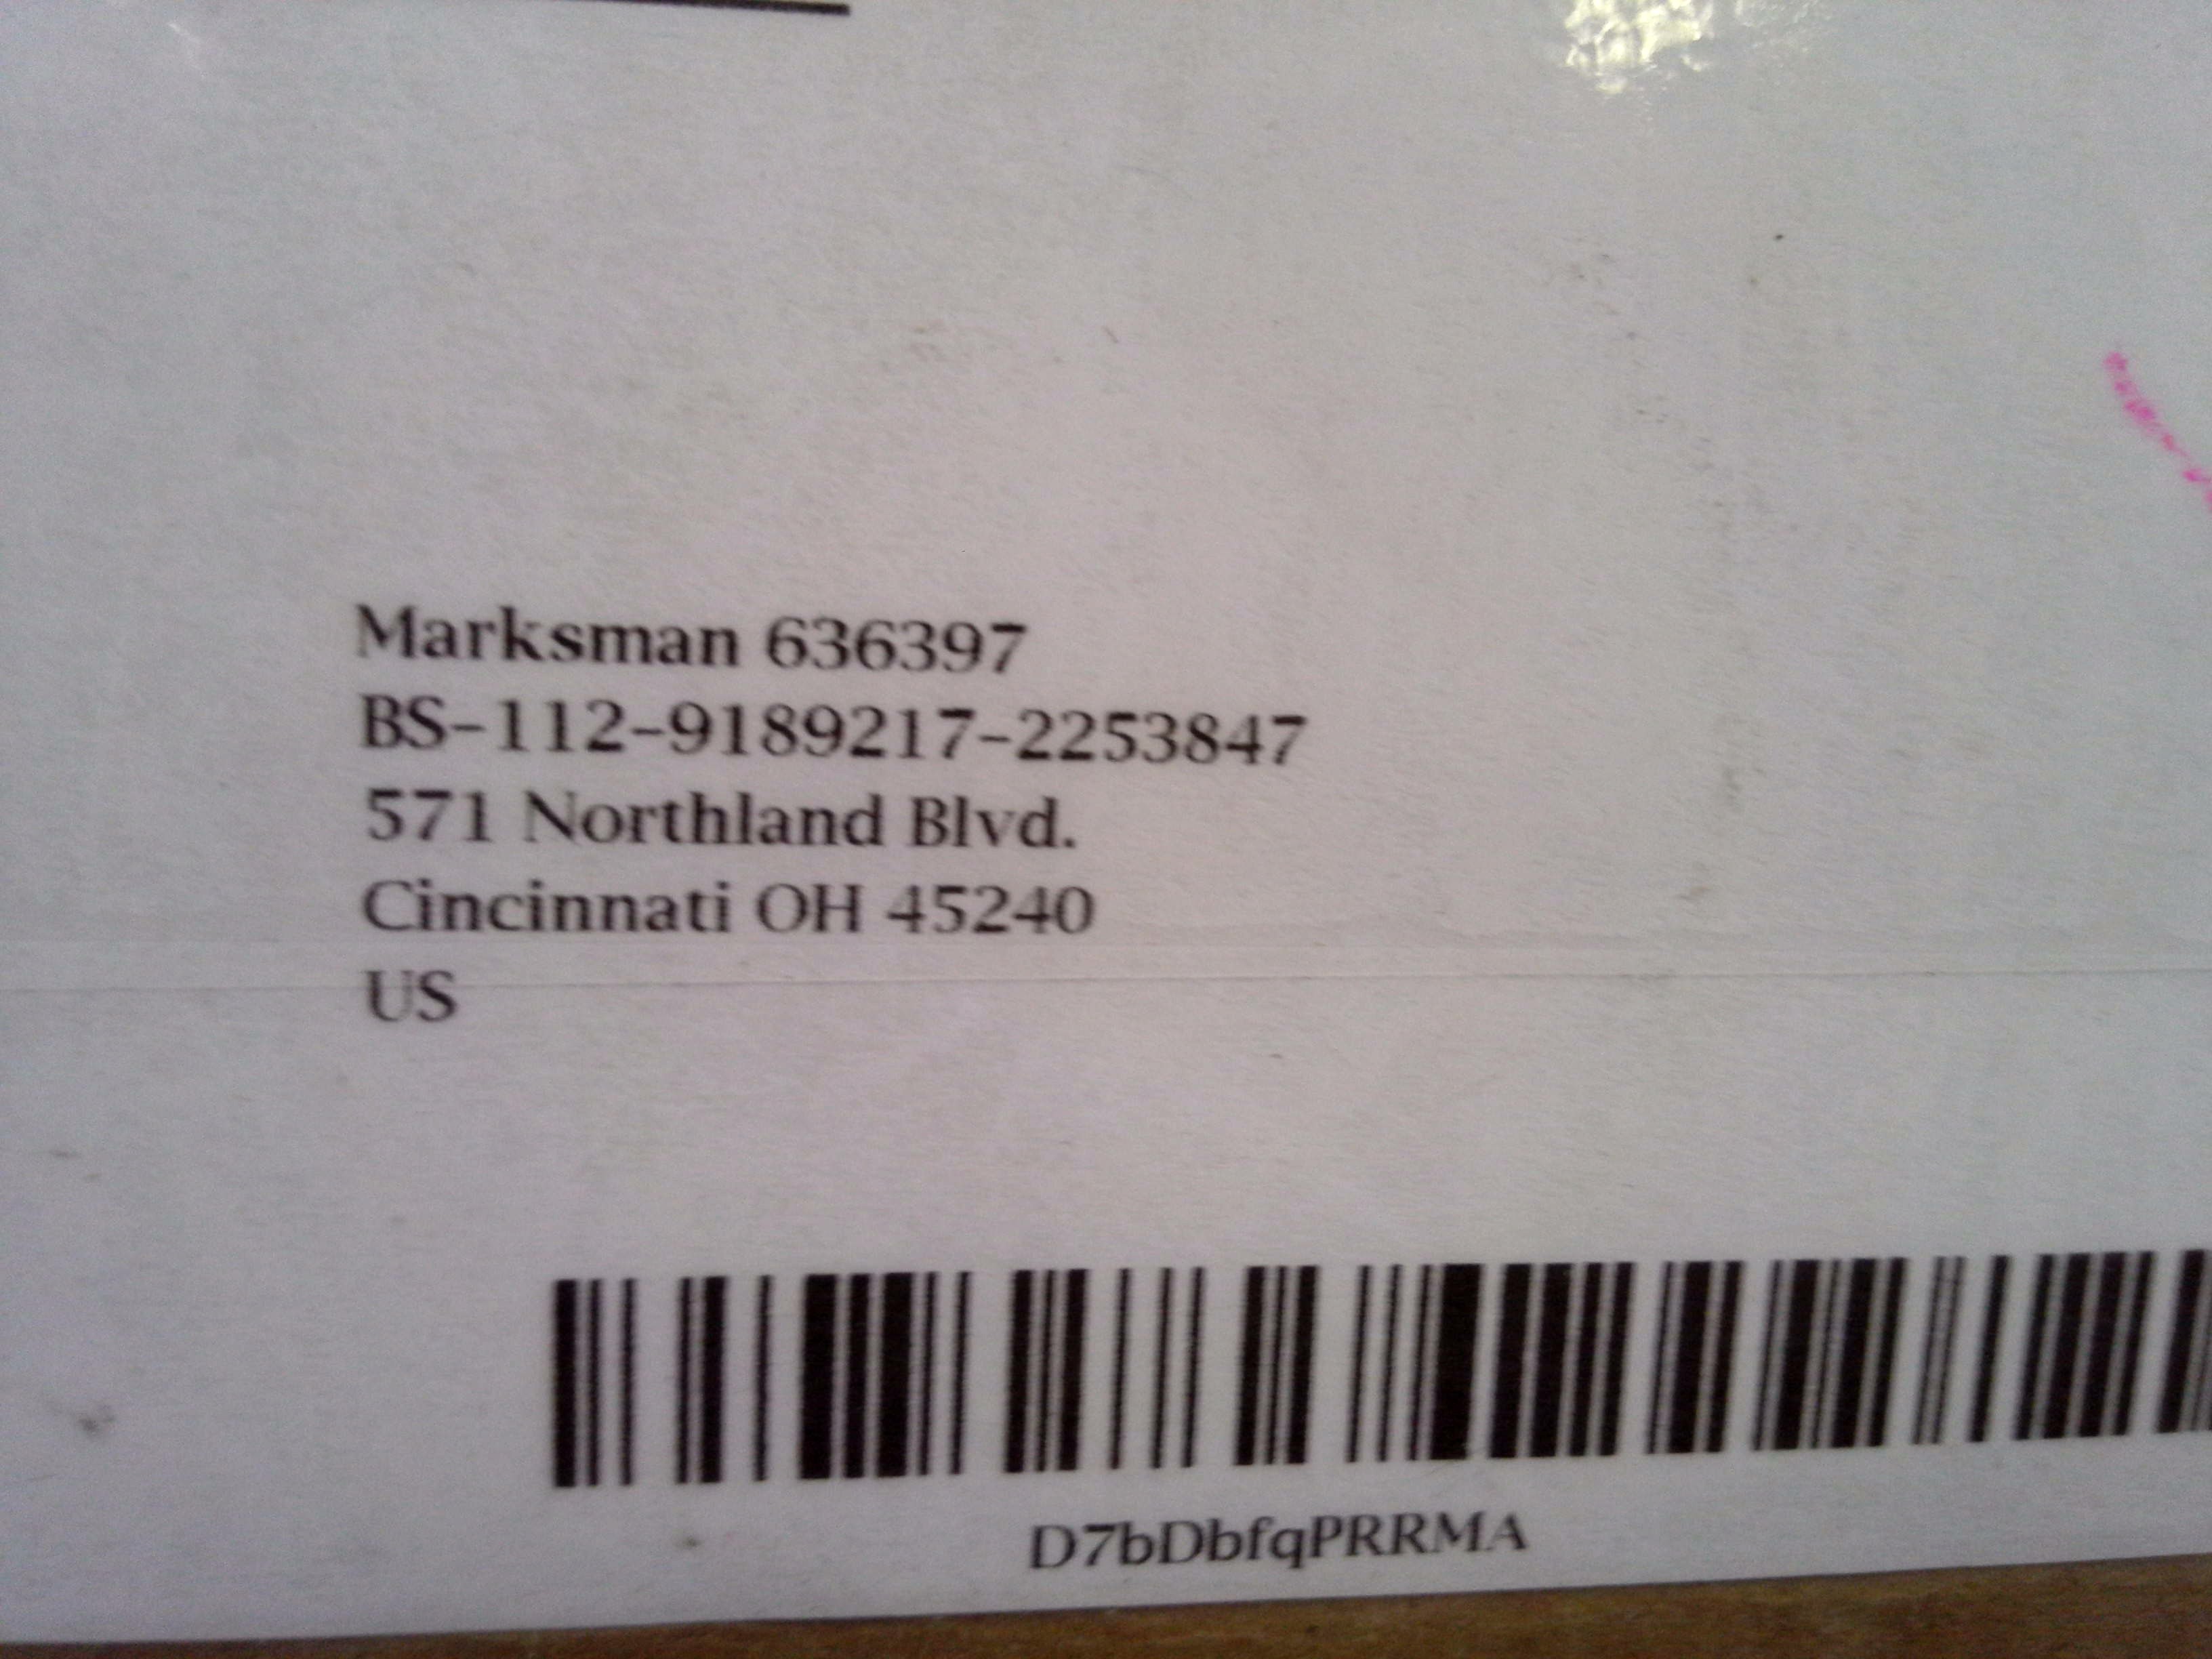 Marksman 636397
BS-112-9189217-2253847
571 Northland Blvd.
Cincinnati OH 45240
US
D7bDbfqPRRMA